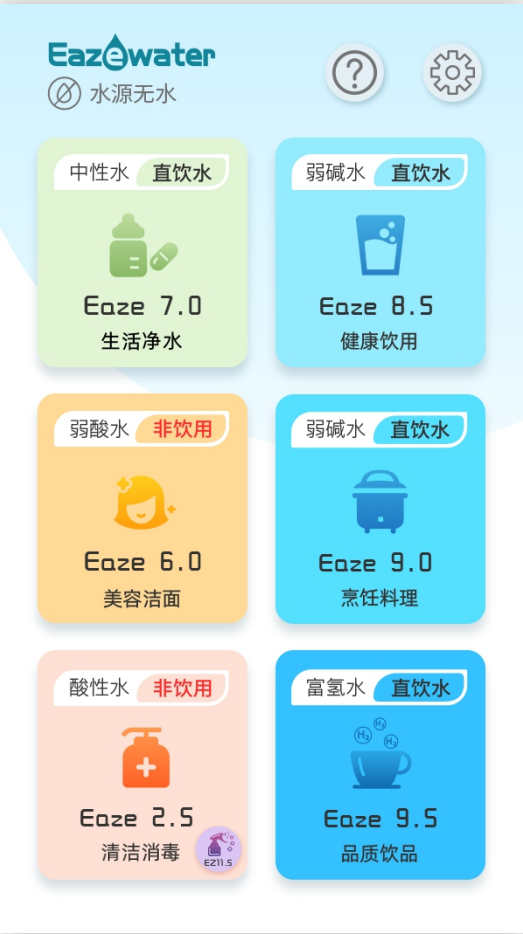 Eazewater
水源无水
中性水 直饮水
Eaze 7.0
生活净水
弱碱水 直饮水
Eaze 8.5
健康饮用
弱酸水 非饮用
Eaze 6.0
美容洁面
弱碱水 直饮水
Eaze 9.0
烹饪料理
酸性水 非饮用
Eaze 2.5
清洁消毒
EZ11.5
富氢水 直饮水
H₂ H₂ H₂
Eaze 9.5
品质饮品